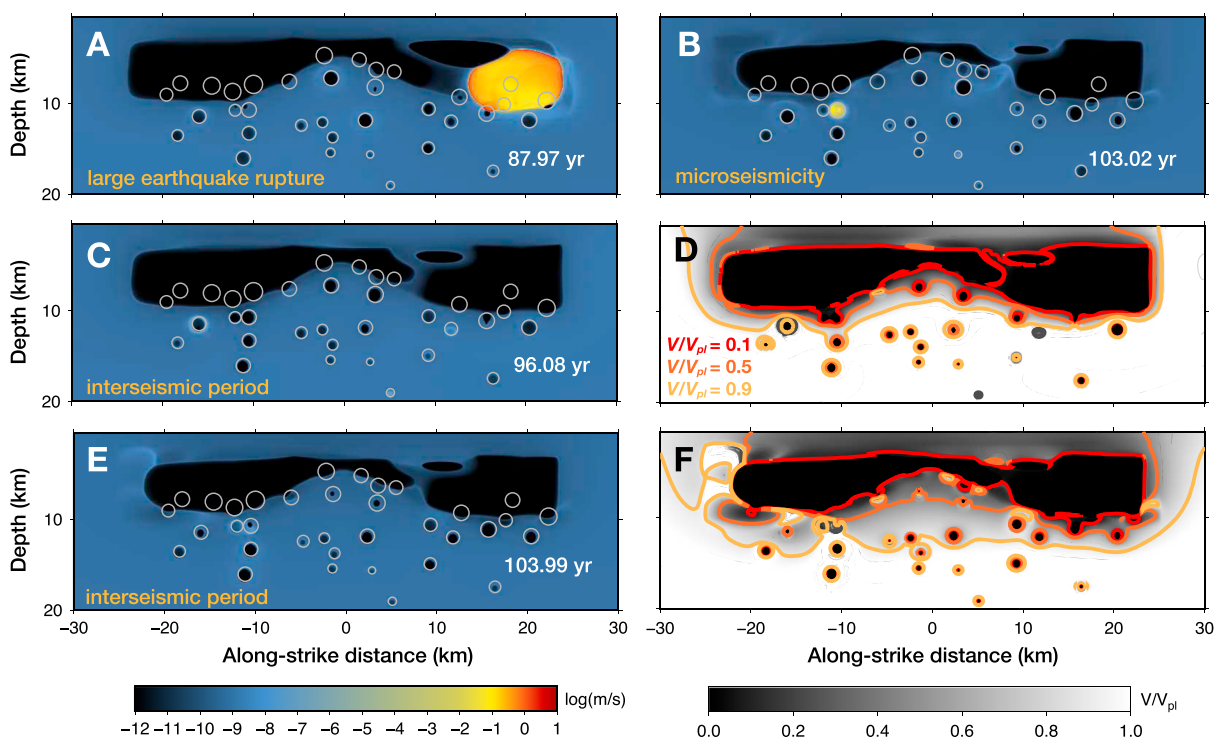 A
Depth (km)
10
20
87.97 yr
large earthquake rupture
B
103.02 yr
microseismicity
C
Depth (km)
10
20
96.08 yr
interseismic period
D
V/Vpl = 0.1
V/Vpl = 0.5
V/Vpl = 0.9
E
Depth (km)
10
20
103.99 yr
interseismic period
F
−30 −20 −10 0 10 20 30
Along-strike distance (km)
−30 −20 −10 0 10 20 30
Along-strike distance (km)
log(m/s)
−12 −11 −10 −9 −8 −7 −6 −5 −4 −3 −2 −1 0 1
V/Vpl
0.0 0.2 0.4 0.6 0.8 1.0